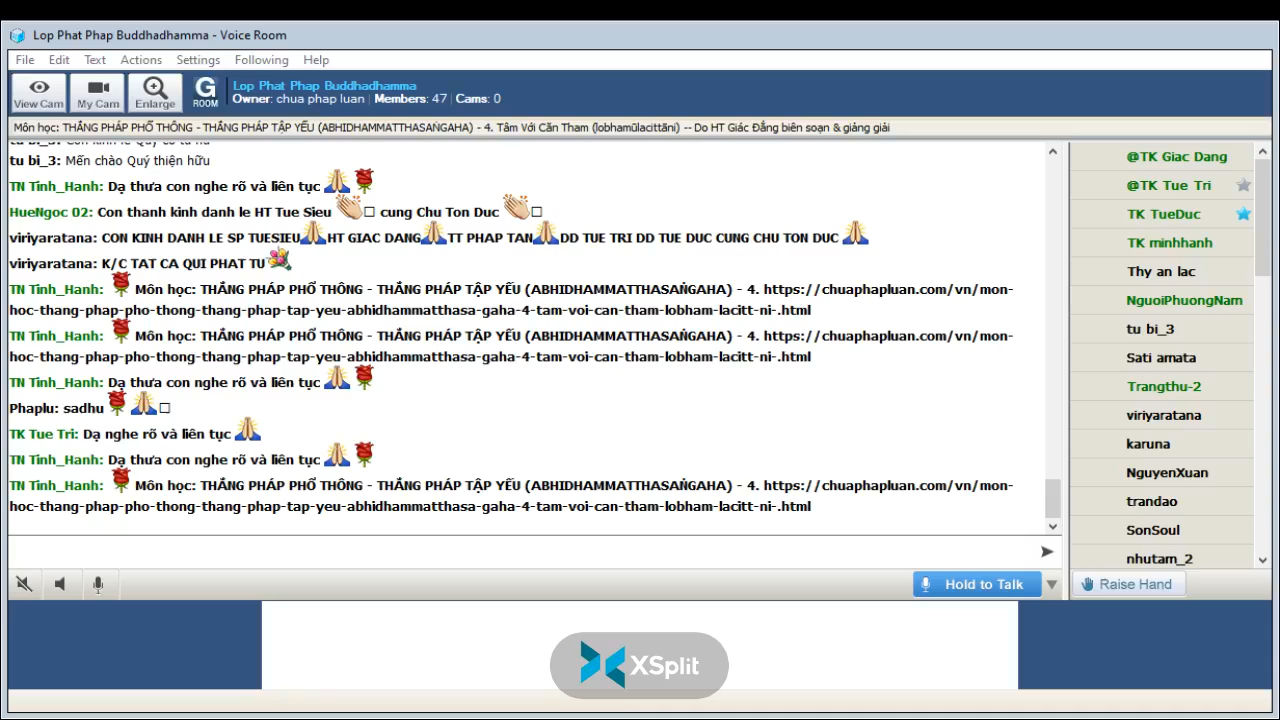 Lop Phat Phap Buddhadhamma - Voice Room
File Edit Text Actions Settings Following Help
View Cam My Cam Enlarge G ROOM
Lop Phat Phap Buddhadhamma
Owner: chua phap luan | Members: 47 | Cams: 0
Môn học: THẮNG PHÁP PHỔ THÔNG - THẮNG PHÁP TẬP YẾU (ABHIDHAMMATTHASAṄGAHA) - 4. Tâm Với Căn Tham (lobhamūlacittāni) -- Do HT Giác Đẳng biên soạn & giảng giải
tu bi_3: Mến chào Quý thiện hữu
TN Tinh_Hanh: Dạ thưa con nghe rõ và liên tục
HueNgoc 02: Con thanh kinh danh le HT Tue Sieu cung Chu Ton Duc
viriyaratana: CON KINH DANH LE SP TUESIEU HT GIAC DANG TT PHAP TAN DD TUE TRI DD TUE DUC CUNG CHU TON DUC
viriyaratana: K/C TAT CA QUI PHAT TU
TN Tinh_Hanh: Môn học: THẮNG PHÁP PHỔ THÔNG - THẮNG PHÁP TẬP YẾU (ABHIDHAMMATTHASAṄGAHA) - 4. https://chuaphapluan.com/vn/mon-
hoc-thang-phap-pho-thong-thang-phap-tap-yeu-abhidhammatthasa-gaha-4-tam-voi-can-tham-lobham-lacitt-ni-.html
TN Tinh_Hanh: Môn học: THẮNG PHÁP PHỔ THÔNG - THẮNG PHÁP TẬP YẾU (ABHIDHAMMATTHASAṄGAHA) - 4. https://chuaphapluan.com/vn/mon-
hoc-thang-phap-pho-thong-thang-phap-tap-yeu-abhidhammatthasa-gaha-4-tam-voi-can-tham-lobham-lacitt-ni-.html
TN Tinh_Hanh: Dạ thưa con nghe rõ và liên tục
Phaplu: sadhu
TK Tue Tri: Dạ nghe rõ và liên tục
TN Tinh_Hanh: Dạ thưa con nghe rõ và liên tục
TN Tinh_Hanh: Môn học: THẮNG PHÁP PHỔ THÔNG - THẮNG PHÁP TẬP YẾU (ABHIDHAMMATTHASAṄGAHA) - 4. https://chuaphapluan.com/vn/mon-
hoc-thang-phap-pho-thong-thang-phap-tap-yeu-abhidhammatthasa-gaha-4-tam-voi-can-tham-lobham-lacitt-ni-.html
@TK Giac Dang
@TK Tue Tri
TK TueDuc
TK minhhanh
Thy an lac
NguoiPhuongNam
tu bi_3
Sati amata
Trangthu-2
viriyaratana
karuna
NguyenXuan
trandao
SonSoul
nhutam_2
Hold to Talk
Raise Hand
XSplit